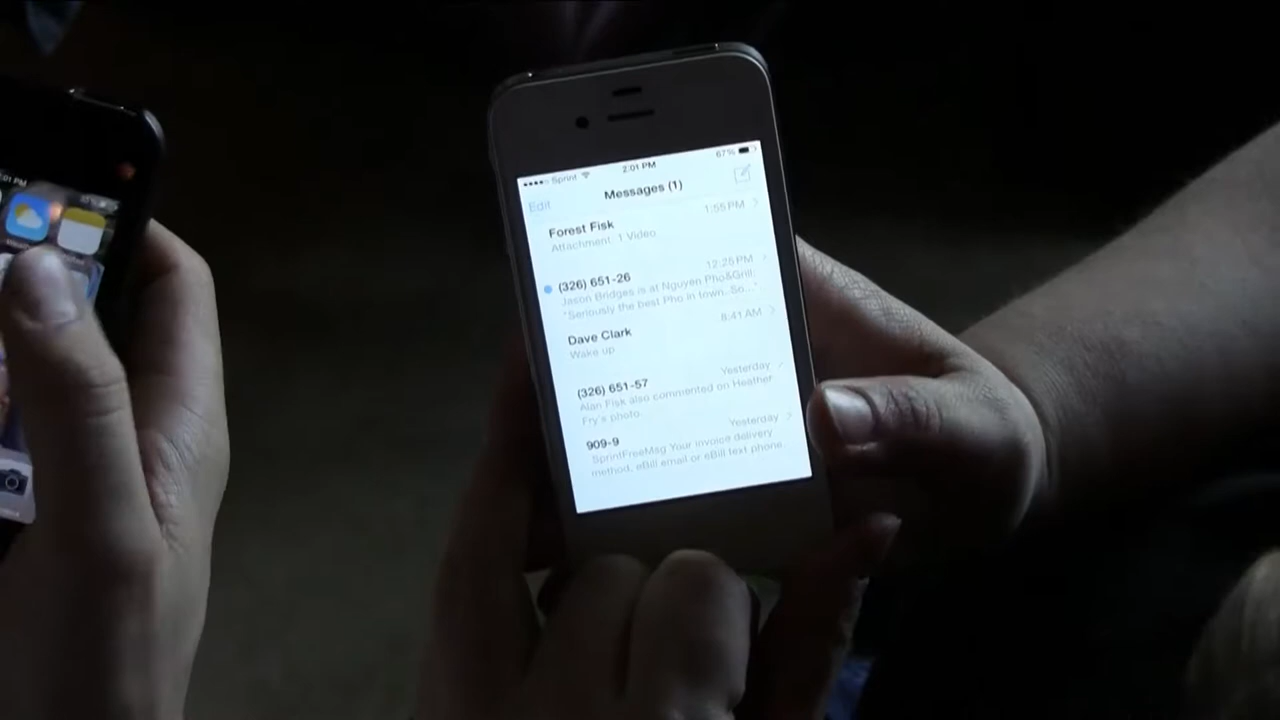 Sprint 2:01 PM 67%
Edit Messages (1)
Forest Fisk 1:55 PM
Attachment: 1 Video
(326) 651-26 12:25 PM
Jason Bridges is at Nguyen Pho&Grill:
"Seriously the best Pho in town. So..."
Dave Clark 8:41 AM
Wake up
(326) 651-57 Yesterday
Alan Fisk also commented on Heather
Fry's photo.
909-9 Yesterday
SprintFreeMsg Your invoice delivery
method, eBill email or eBill text phone.